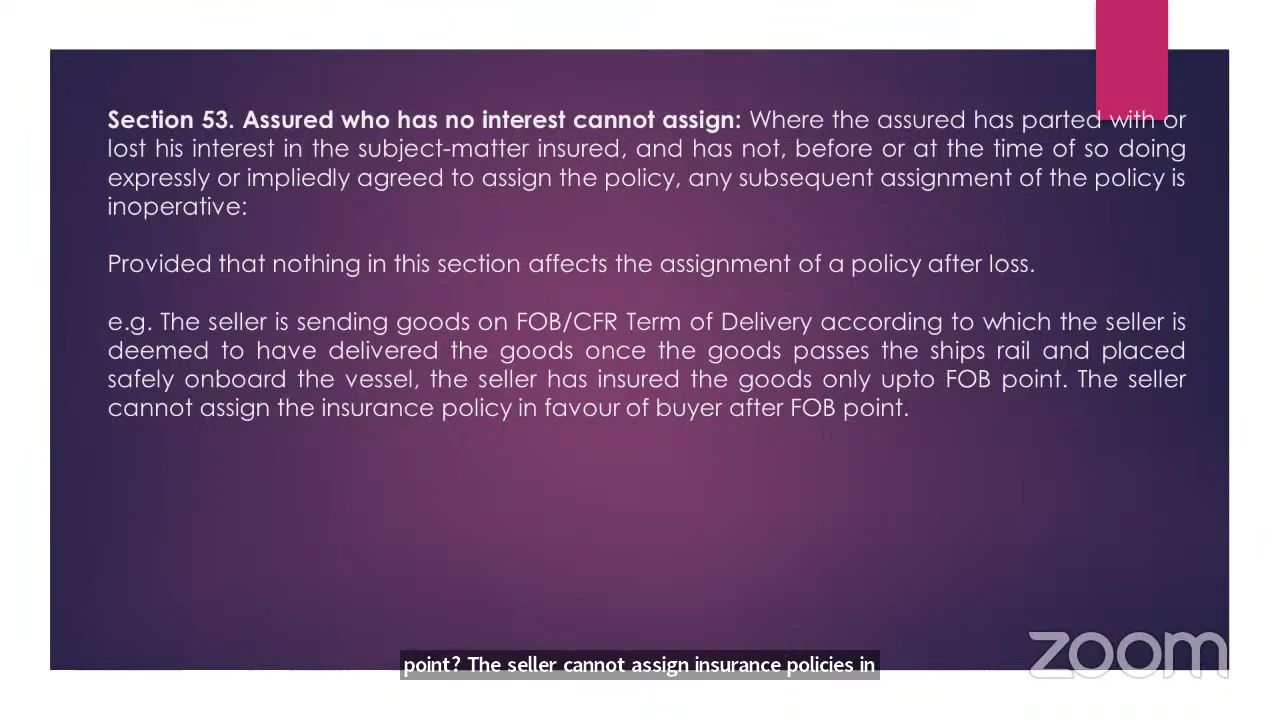 Section 53. Assured who has no interest cannot assign: Where the assured has parted with or
lost his interest in the subject-matter insured, and has not, before or at the time of so doing
expressly or impliedly agreed to assign the policy, any subsequent assignment of the policy is
inoperative:
Provided that nothing in this section affects the assignment of a policy after loss.
e.g. The seller is sending goods on FOB/CFR Term of Delivery according to which the seller is
deemed to have delivered the goods once the goods passes the ships rail and placed
safely onboard the vessel, the seller has insured the goods only upto FOB point. The seller
cannot assign the insurance policy in favour of buyer after FOB point.
zoom
point? The seller cannot assign insurance policies in